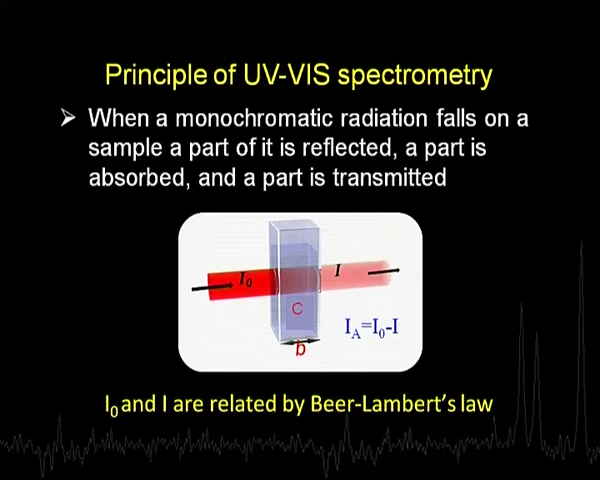 Principle of UV-VIS spectrometry
➢ When a monochromatic radiation falls on a
sample a part of it is reflected, a part is
absorbed, and a part is transmitted
I₀ I
C
I_A=I₀-I
b
I₀ and I are related by Beer-Lambert's law